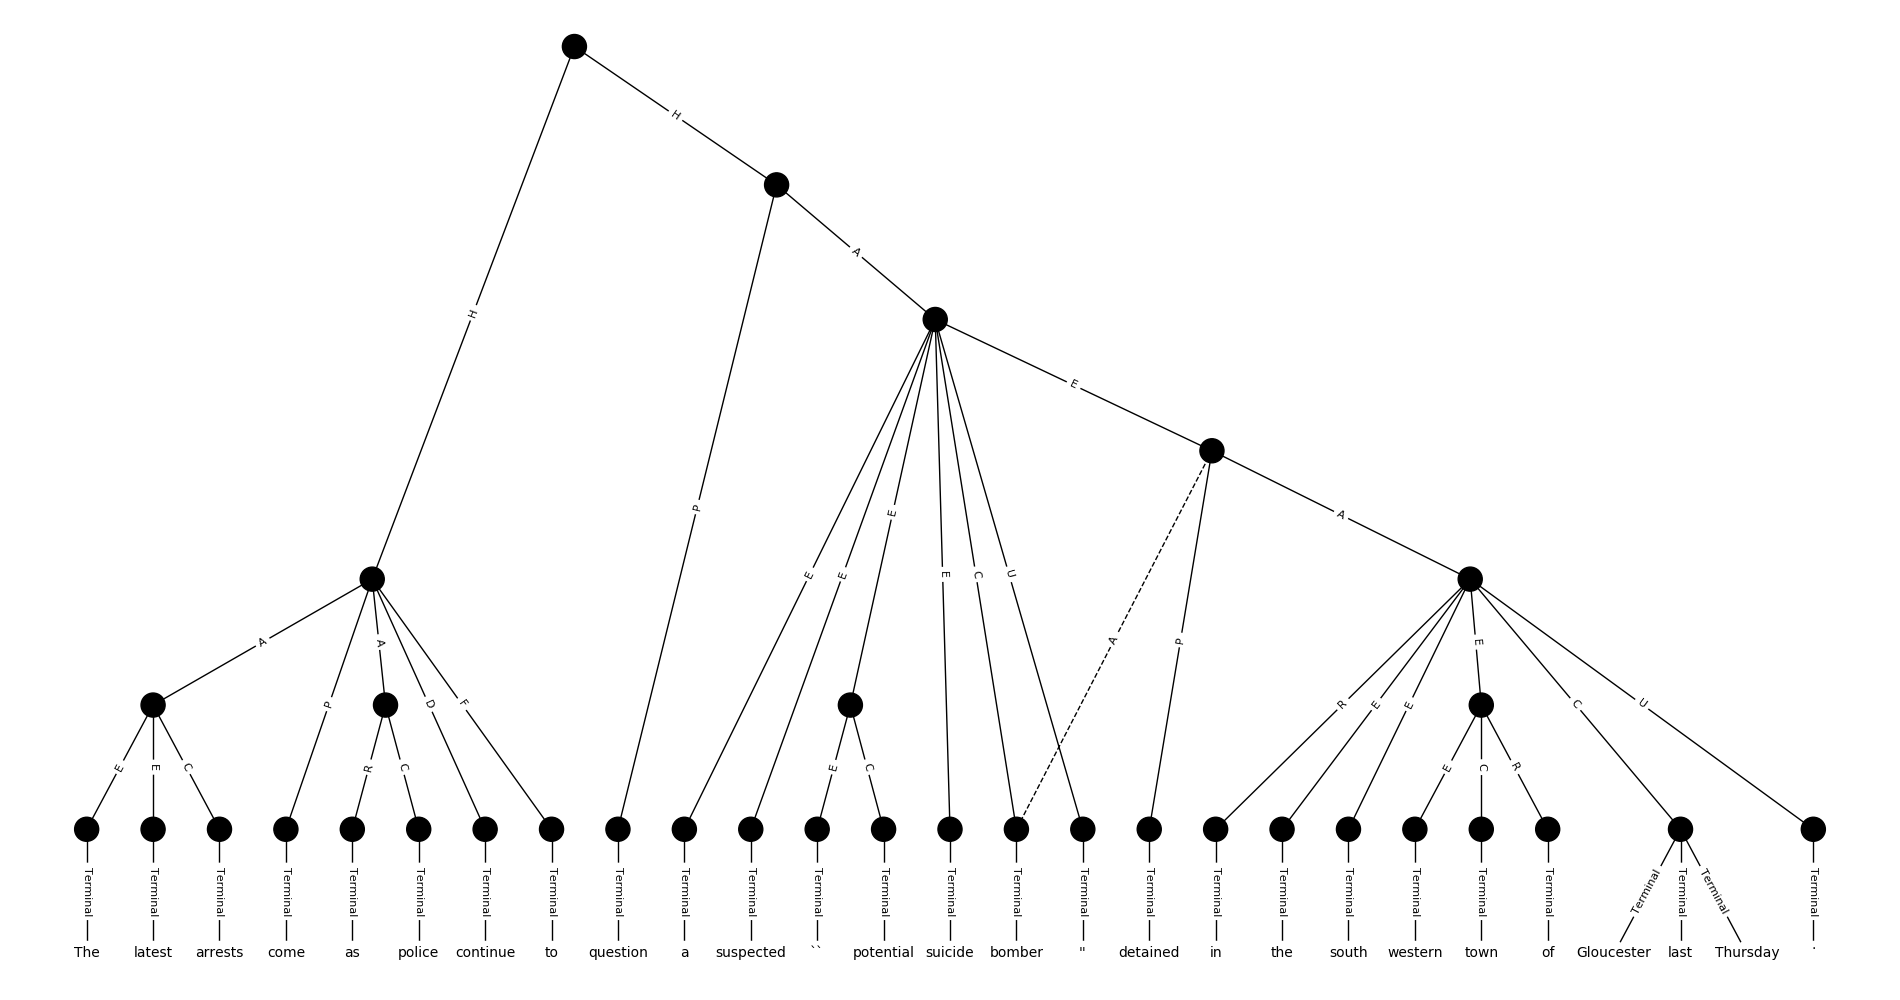 H
H
A
H
E
P
E
A
E
E
E
C
U
A
A
P
A
E
P
D
F
R
E
E
C
U
E
E
C
R
C
E
C
E
C
R
Terminal Terminal Terminal Terminal Terminal Terminal Terminal Terminal Terminal Terminal Terminal Terminal Terminal Terminal Terminal Terminal Terminal Terminal Terminal Terminal Terminal Terminal Terminal Terminal Terminal Terminal Terminal
The latest arrests come as police continue to question a suspected `` potential suicide bomber " detained in the south western town of Gloucester last Thursday .